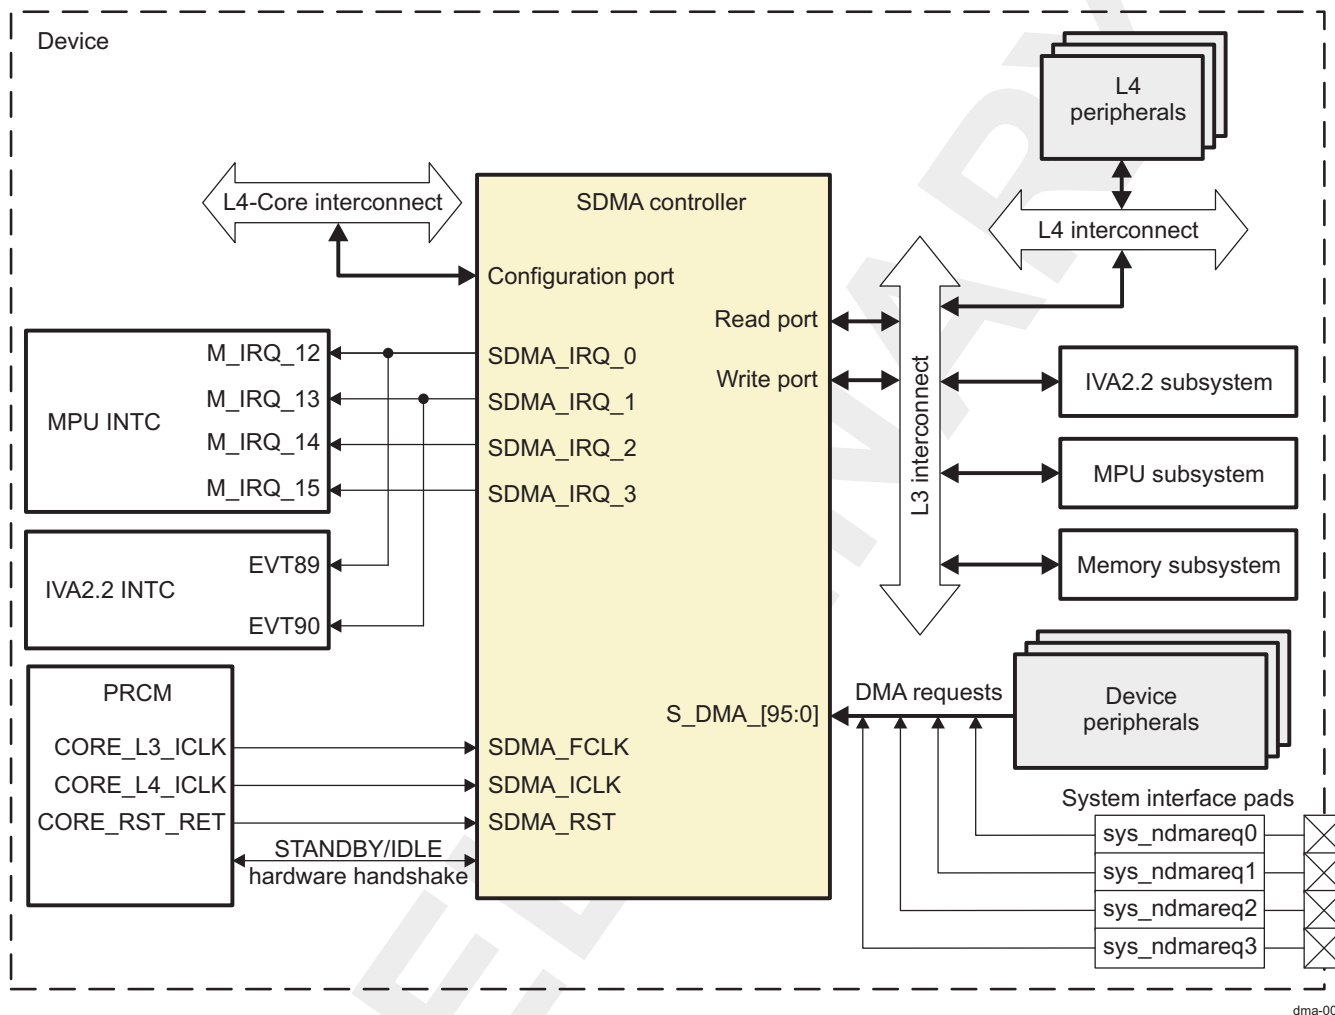 Device
L4
peripherals
L4-Core interconnect
SDMA controller
L4 interconnect
Configuration port
Read port
Write port
L3 interconnect
MPU INTC
M_IRQ_12
M_IRQ_13
M_IRQ_14
M_IRQ_15
SDMA_IRQ_0
SDMA_IRQ_1
SDMA_IRQ_2
SDMA_IRQ_3
IVA2.2 subsystem
MPU subsystem
Memory subsystem
IVA2.2 INTC
EVT89
EVT90
PRCM
CORE_L3_ICLK
CORE_L4_ICLK
CORE_RST_RET
STANDBY/IDLE
hardware handshake
SDMA_FCLK
SDMA_ICLK
SDMA_RST
S_DMA_[95:0]
DMA requests
Device
peripherals
System interface pads
sys_ndmareq0
sys_ndmareq1
sys_ndmareq2
sys_ndmareq3
dma-00